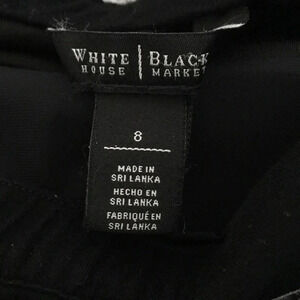 WHITE | BLACK
HOUSE | MARKET
8
MADE IN
SRI LANKA
HECHO EN
SRI LANKA
FABRIQUÉ EN
SRI LANKA